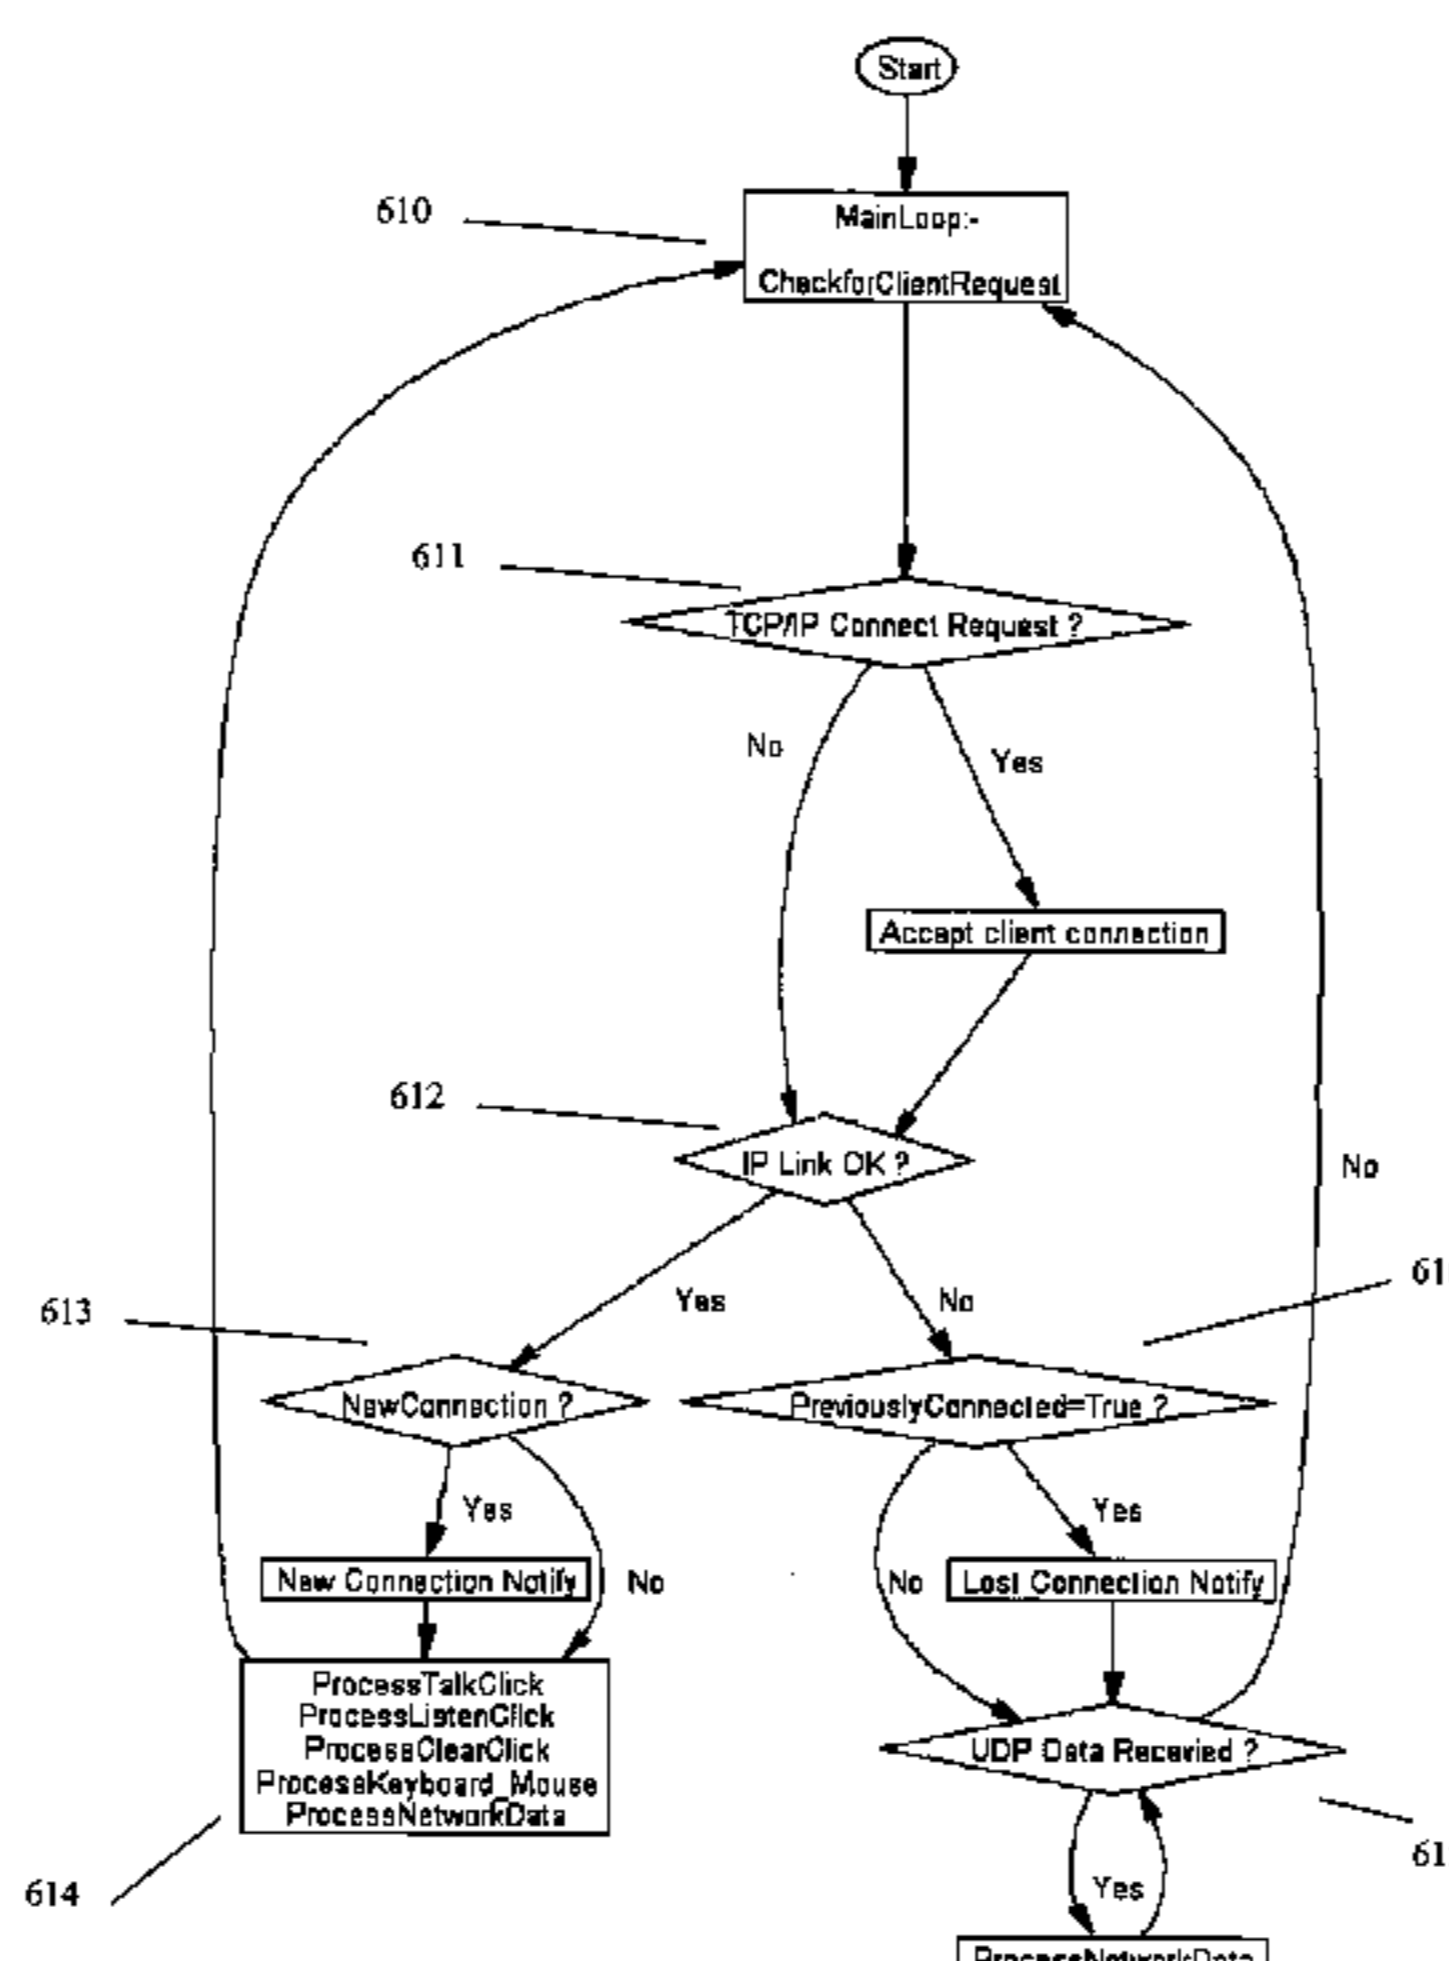 Start
610
MainLoop:-
CheckforClientRequest
611
TCP/IP Connect Request ?
No
Yes
Accept client connection
612
IP Link OK ?
No
Yes
No
61
613
NewConnection ?
PreviouslyConnected=True ?
Yes
Yes
New Connection Notify
No
No
Lost Connection Notify
ProcessTalkClick
ProcessListenClick
ProcessClearClick
ProcessKeyboard_Mouse
ProcessNetworkData
UDP Data Recevied ?
61
614
Yes
ProcessNetworkData